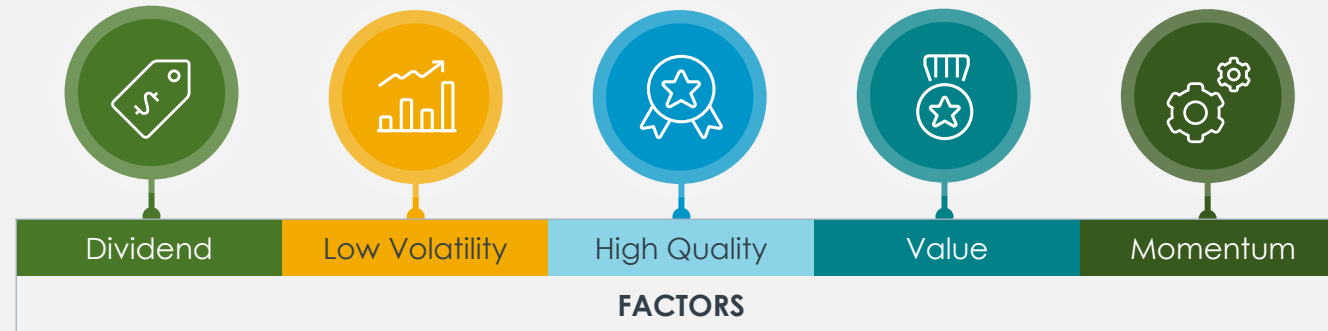 $
Dividend
Low Volatility
High Quality
Value
Momentum
FACTORS